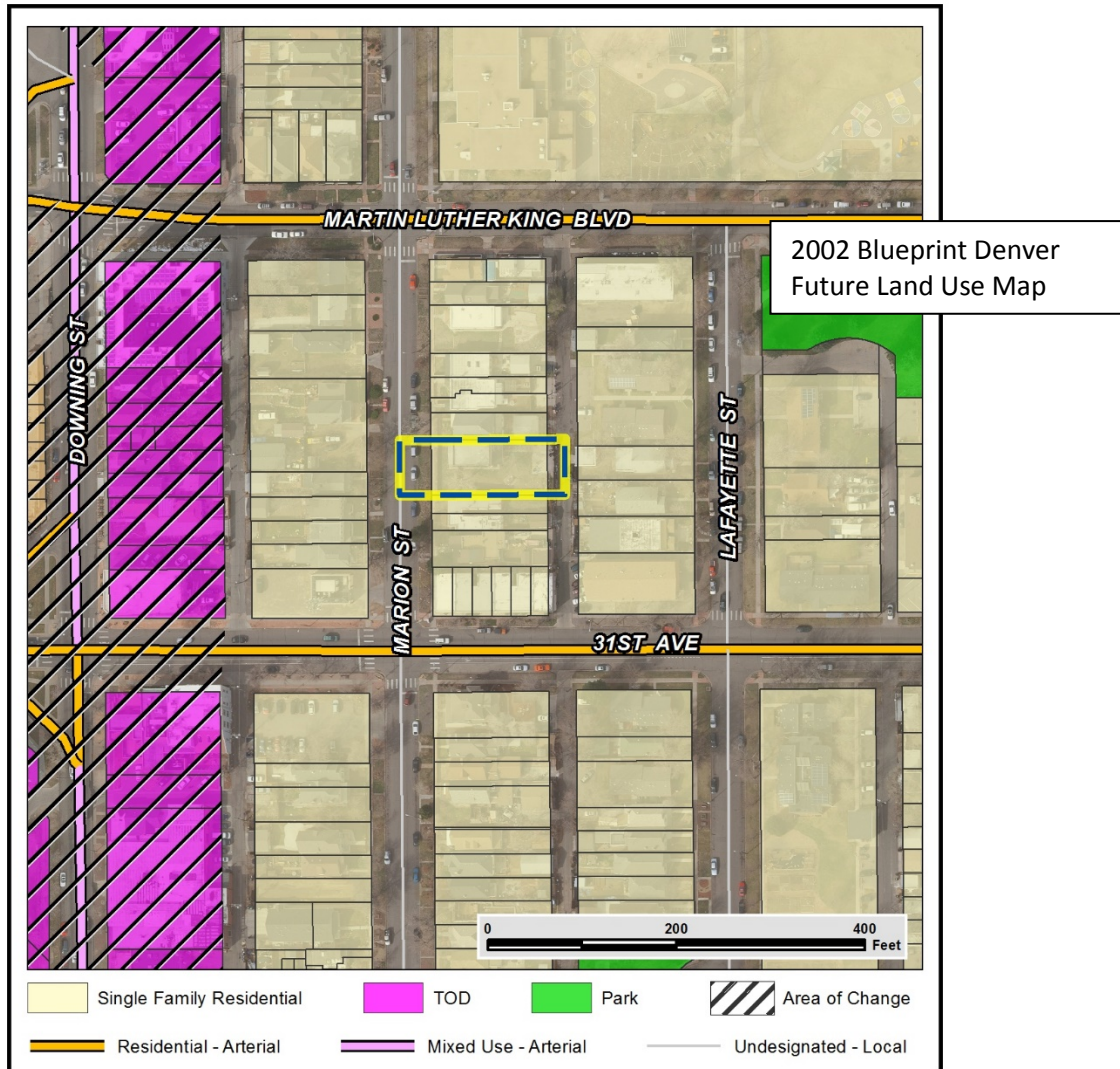 MARTIN LUTHER KING BLVD
2002 Blueprint Denver
Future Land Use Map
DOWNING ST
MARION ST
LAFAYETTE ST
31ST AVE
0 200 400
Feet
Single Family Residential TOD Park Area of Change
Residential - Arterial Mixed Use - Arterial Undesignated - Local